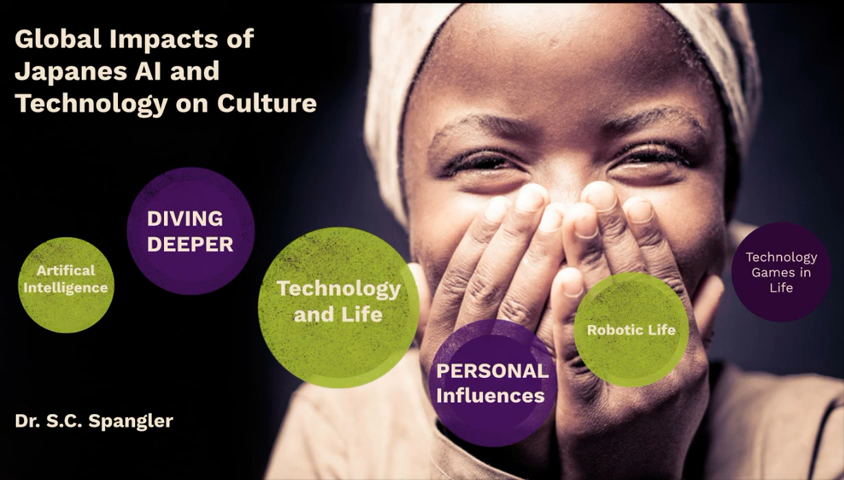 Global Impacts of
Japanes AI and
Technology on Culture
DIVING
DEEPER
Artifical
Intelligence
Technology
and Life
PERSONAL
Influences
Robotic Life
Technology
Games in
Life
Dr. S.C. Spangler